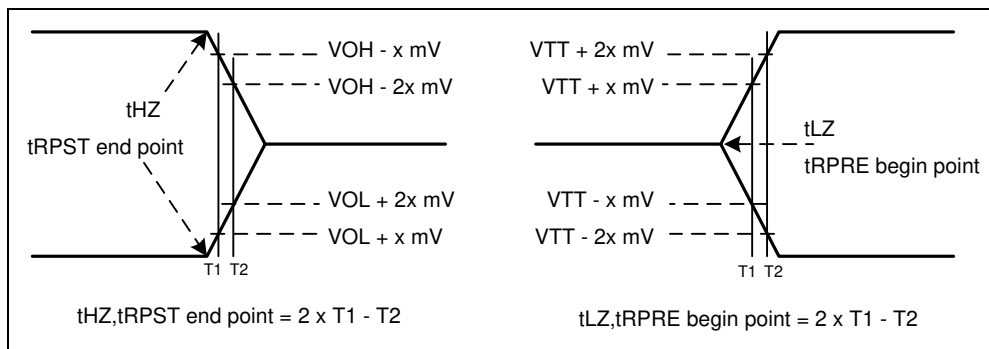 VOH - x mV
VOH - 2x mV
tHZ
tRPST end point
VOL + 2x mV
VOL + x mV
T1 T2
tHZ,tRPST end point = 2 x T1 - T2
VTT + 2x mV
VTT + x mV
tLZ
tRPRE begin point
VTT - x mV
VTT - 2x mV
T1 T2
tLZ,tRPRE begin point = 2 x T1 - T2